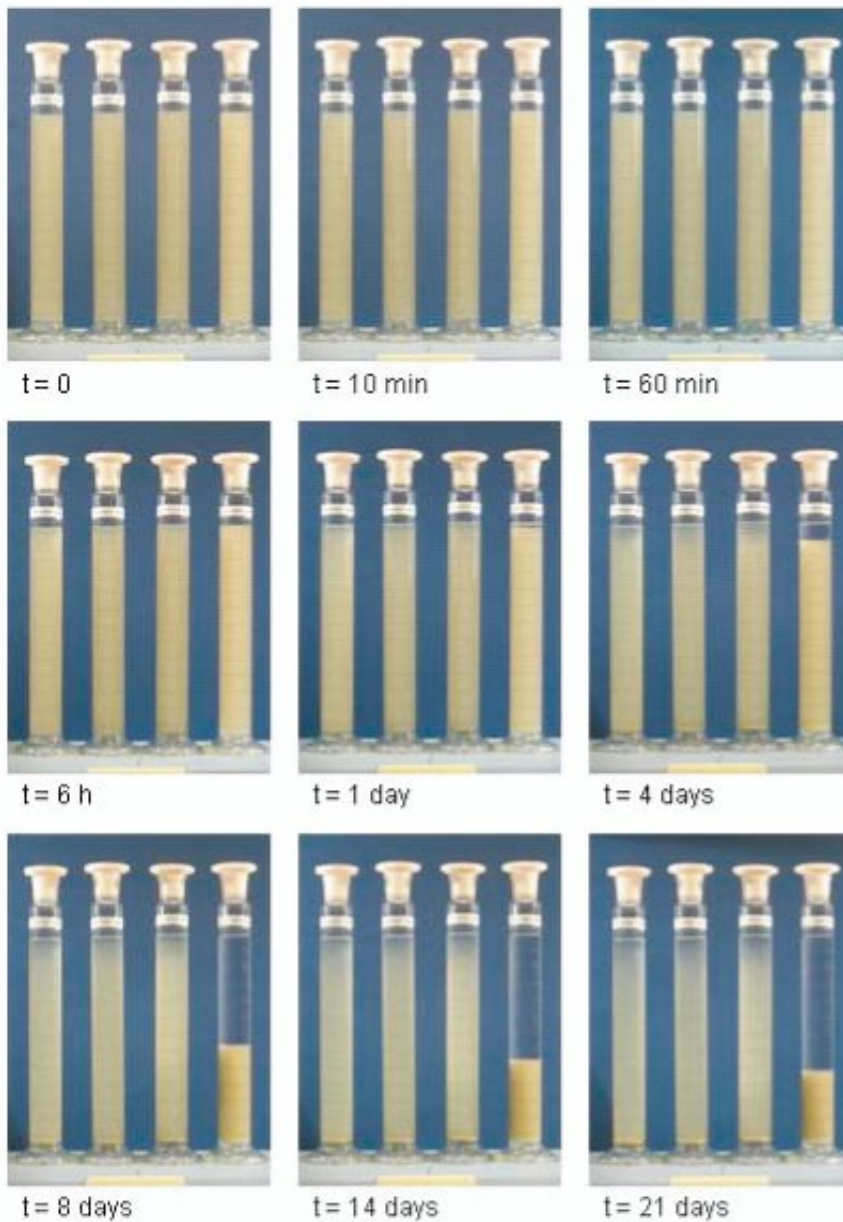 t = 0
t = 10 min
t = 60 min
t = 6 h
t = 1 day
t = 4 days
t = 8 days
t = 14 days
t = 21 days